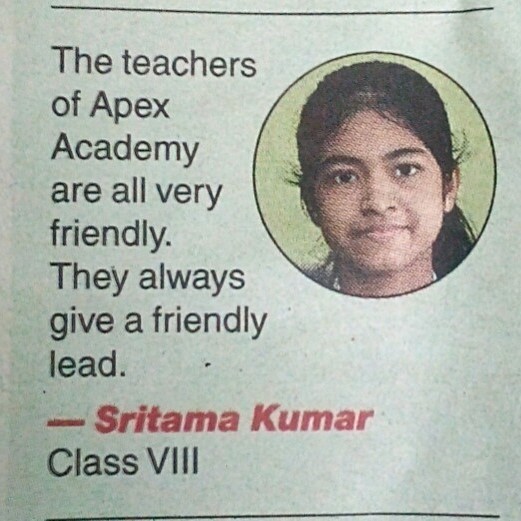 The teachers
of Apex
Academy
are all very
friendly.
They always
give a friendly
lead.
— Sritama Kumar
Class VIII